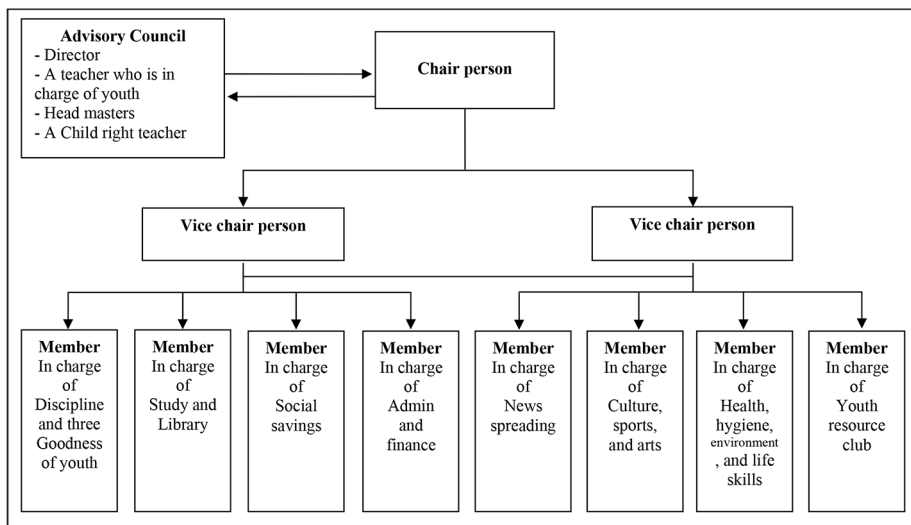 Advisory Council
- Director
- A teacher who is in
charge of youth
- Head masters
- A Child right teacher
Chair person
Vice chair person
Vice chair person
Member
In charge
of
Discipline
and three
Goodness
of youth
Member
In charge
of
Study and
Library
Member
In charge
of
Social
savings
Member
In charge
of
Admin
and
finance
Member
In charge
of
News
spreading
Member
In charge
of
Culture,
sports,
and arts
Member
In charge
of
Health,
hygiene,
environment
, and life
skills
Member
In charge
of
Youth
resource
club